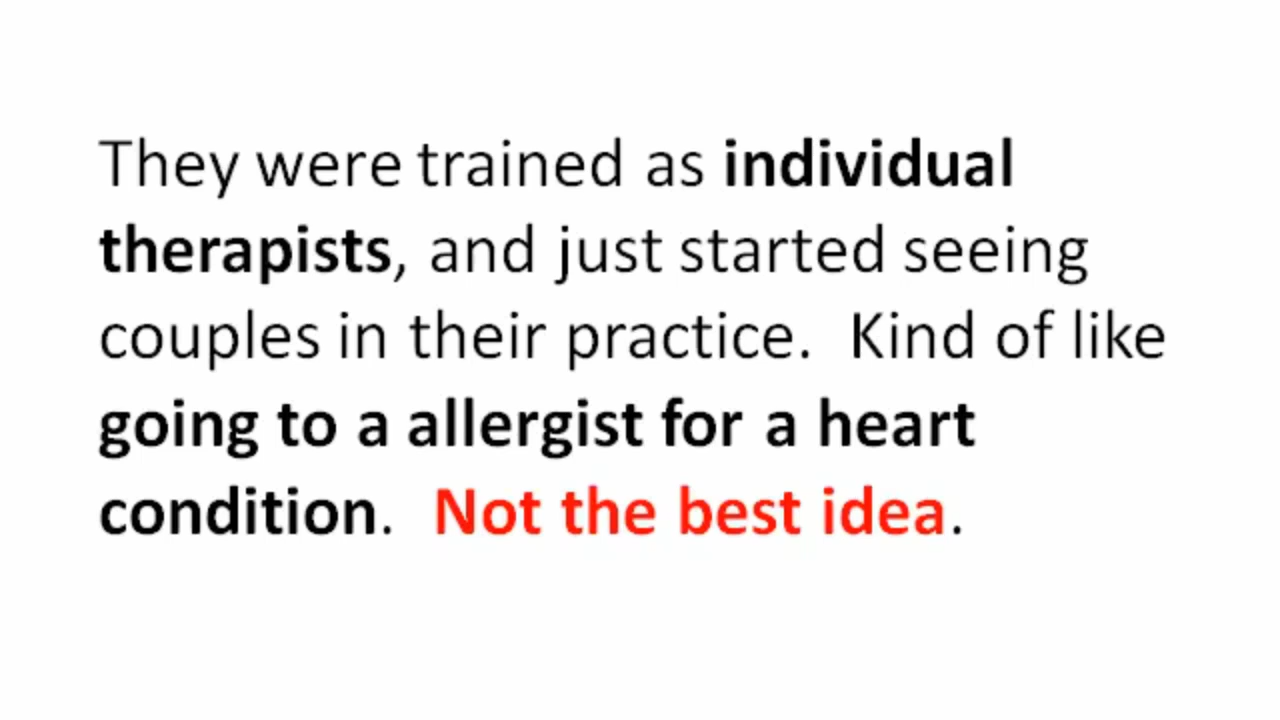 They were trained as individual
therapists, and just started seeing
couples in their practice.  Kind of like
going to a allergist for a heart
condition.  Not the best idea.